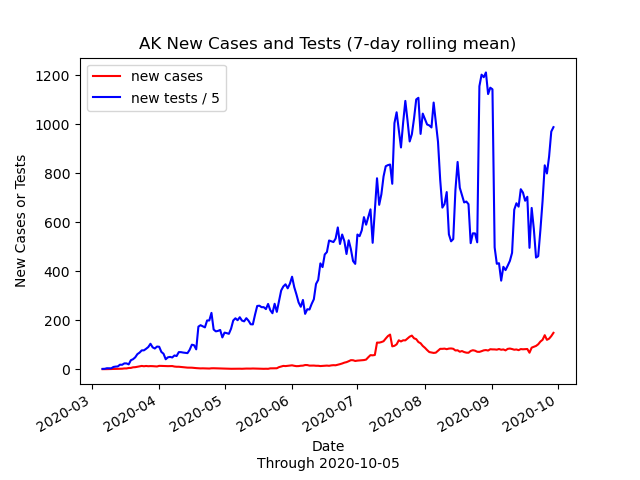 AK New Cases and Tests (7-day rolling mean)
new cases
new tests / 5
1200
1000
800
600
400
200
0
New Cases or Tests
2020-03
2020-04
2020-05
2020-06
2020-07
2020-08
2020-09
2020-10
Date
Through 2020-10-05